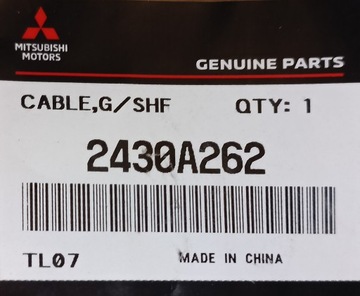 MITSUBISHI
MOTORS
GENUINE PARTS
CABLE,G/SHF QTY: 1
2430A262
TL07 MADE IN CHINA